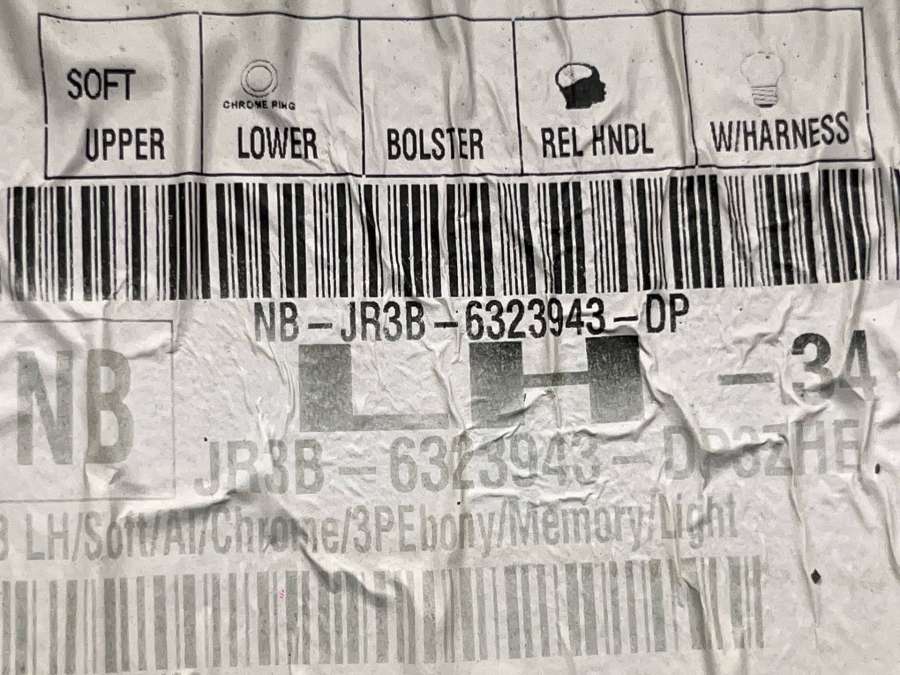 SOFT
CHROME RING
UPPER LOWER BOLSTER REL HNDL W/HARNESS
NB-JR3B-6323943-DP
NB LH -34
JR3B-6323943-DP3ZHE
LH/Soft/Al/Chrome/3PEbony/Memory/Light